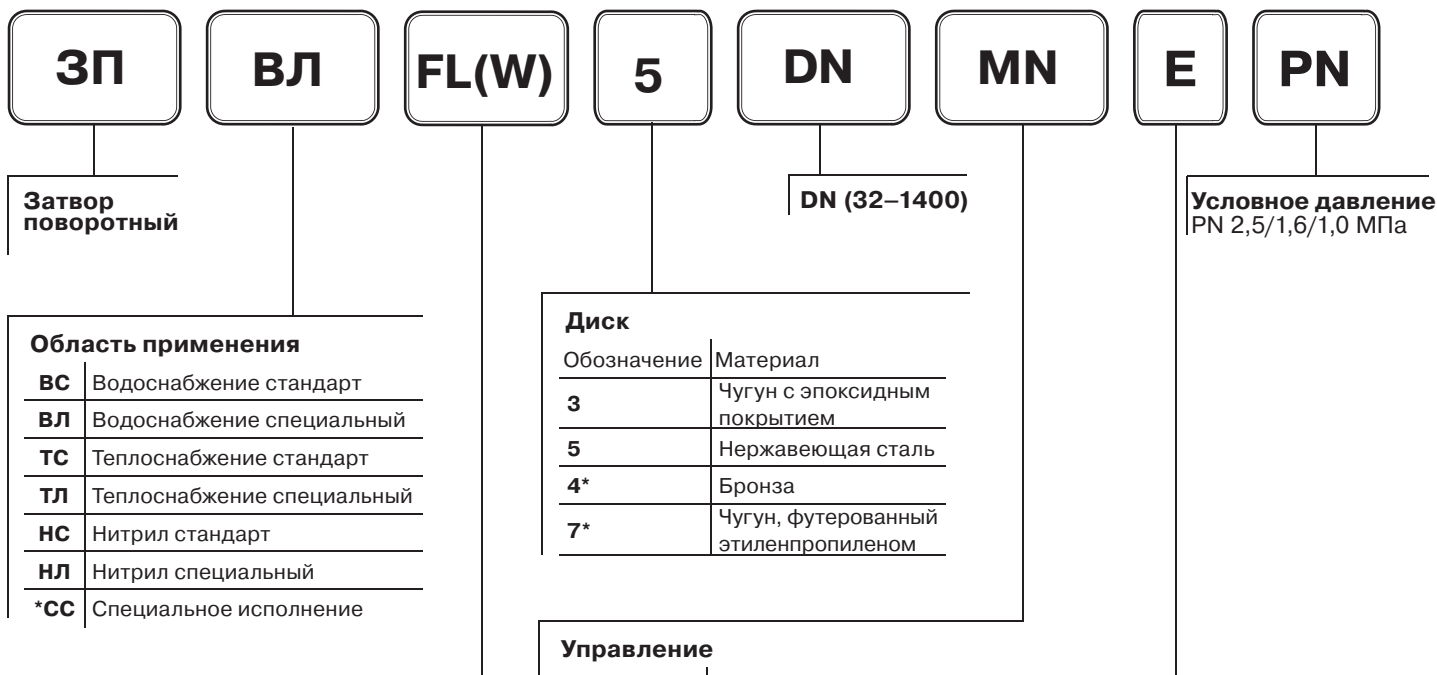 ЗП ВЛ FL(W) 5 DN MN E PN
Затвор
поворотный
DN (32–1400)
Условное давление
PN 2,5/1,6/1,0 МПа
Область применения
ВС Водоснабжение стандарт
ВЛ Водоснабжение специальный
ТС Теплоснабжение стандарт
ТЛ Теплоснабжение специальный
НС Нитрил стандарт
НЛ Нитрил специальный
*СС Специальное исполнение
Диск
Обозначение Материал
3 Чугун с эпоксидным
покрытием
5 Нержавеющая сталь
4* Бронза
7* Чугун, футерованный
этиленпропиленом
Управление